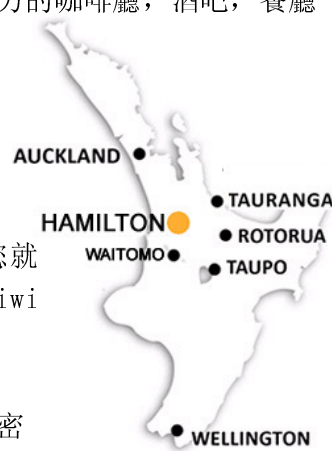 力的咖啡廳，酒吧，餐廳
AUCKLAND
TAURANGA
HAMILTON
ROTORUA
您就
WAITOMO
TAUPO
iwi
密
WELLINGTON